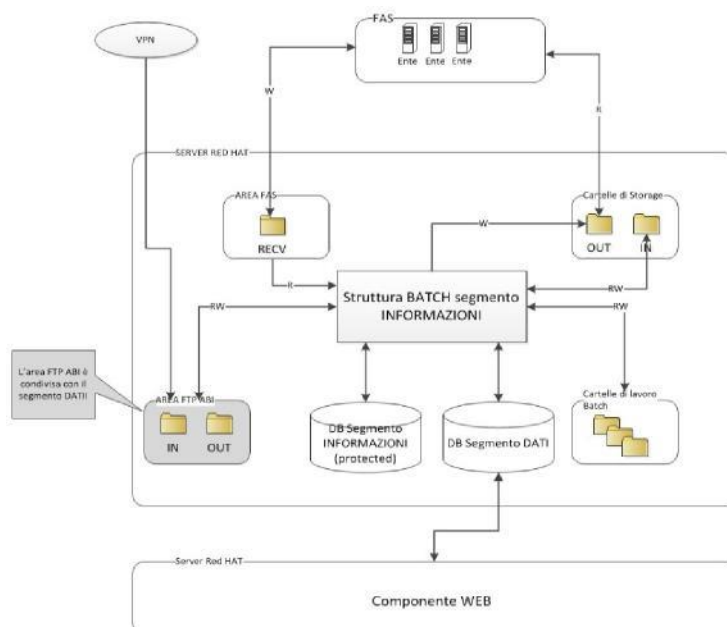 VPN
FAS
Ente Ente Ente
W
R
SERVER RED HAT
AREA FAS
RECV
Cartelle di Storage
OUT IN
W
R
Struttura BATCH segmento
INFORMAZIONI
RW
RW
RW
L'area FTP ABI è
condivisa con il
segmento DATII
AREA FTP ABI
IN OUT
DB Segmento
INFORMAZIONI
(protected)
DB Segmento DATI
Cartelle di lavoro
Batch
Server Red HAT
Componente WEB